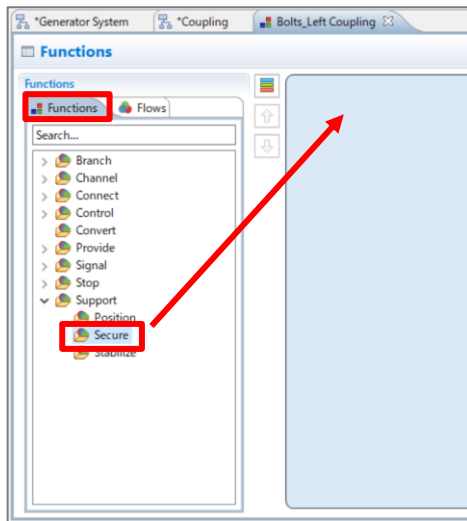 *Generator System *Coupling Bolts_Left Coupling
Functions
Functions
Functions Flows
Search...
Branch
Channel
Connect
Control
Convert
Provide
Signal
Stop
Support
Position
Secure
Stabilize